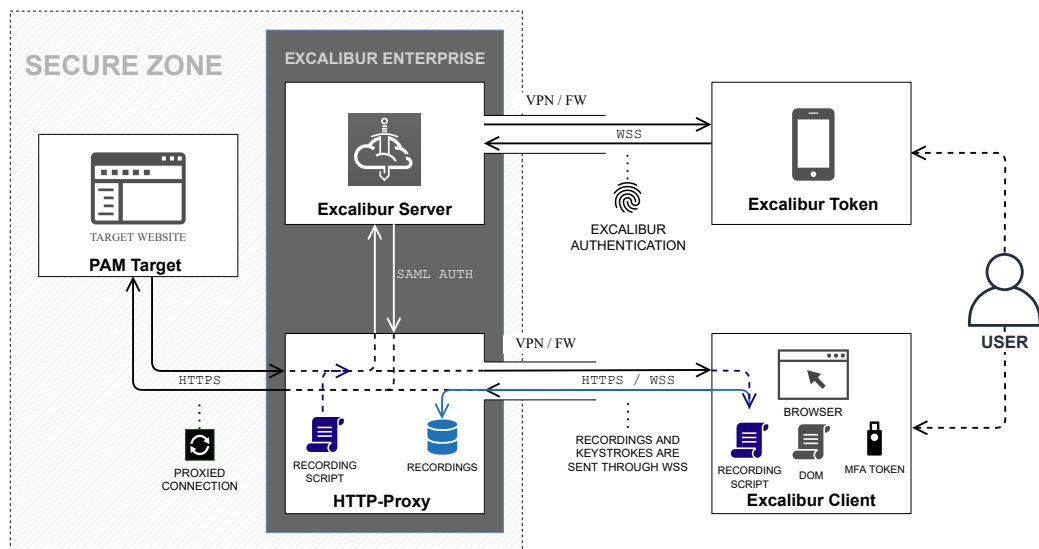 SECURE ZONE
EXCALIBUR ENTERPRISE
VPN / FW
WSS
Excalibur Server
Excalibur Token
EXCALIBUR
AUTHENTICATION
TARGET WEBSITE
PAM Target
SAML AUTH
USER
VPN / FW
HTTPS
HTTPS / WSS
BROWSER
PROXIED
CONNECTION
RECORDING
SCRIPT
RECORDINGS
HTTP-Proxy
RECORDINGS AND
KEYSTROKES ARE
SENT THROUGH WSS
RECORDING
SCRIPT
DOM
MFA TOKEN
Excalibur Client